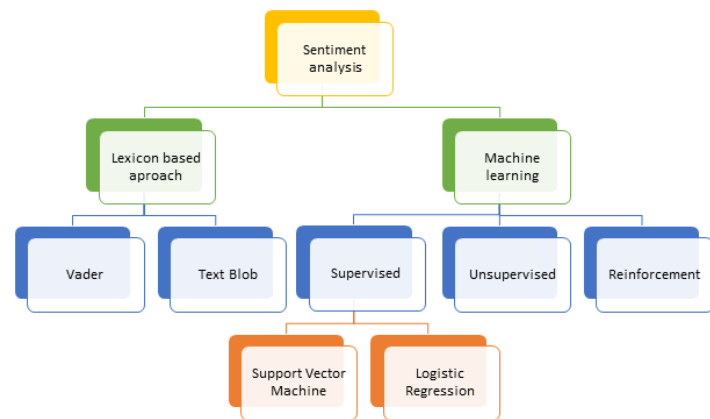 Sentiment
analysis
Lexicon based
aproach
Machine
learning
Vader
Text Blob
Supervised
Unsupervised
Reinforcement
Support Vector
Machine
Logistic
Regression